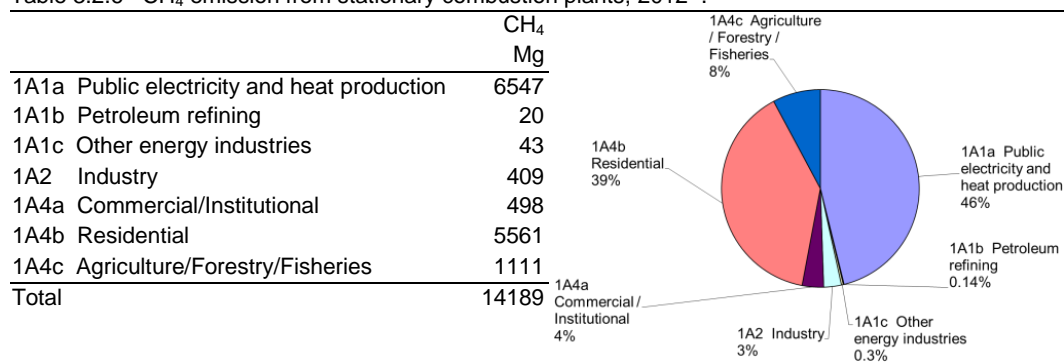 Table 3.2.6 CH₄ emission from stationary combustion plants, 2012
CH₄
Mg
1A1a Public electricity and heat production 6547
1A1b Petroleum refining 20
1A1c Other energy industries 43
1A2 Industry 409
1A4a Commercial/Institutional 498
1A4b Residential 5561
1A4c Agriculture/Forestry/Fisheries 1111
Total 14189
1A4c Agriculture
/ Forestry /
Fisheries
8%
1A4b
Residential
39%
1A1a Public
electricity and
heat production
46%
1A1b Petroleum
refining
0.14%
1A4a
Commercial /
Institutional
4%
1A2 Industry
3%
1A1c Other
energy industries
0.3%